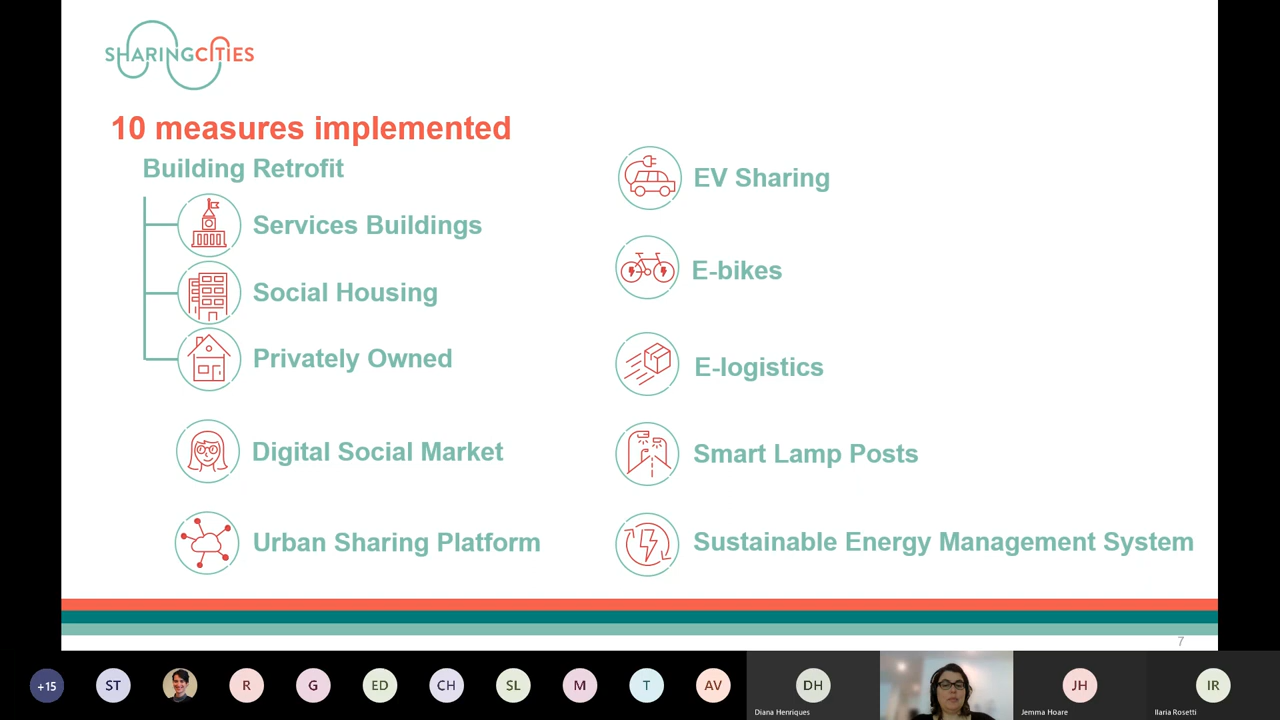 SHARINGCITIES
10 measures implemented
Building Retrofit
Services Buildings
Social Housing
Privately Owned
Digital Social Market
Urban Sharing Platform
EV Sharing
E-bikes
E-logistics
Smart Lamp Posts
Sustainable Energy Management System
7
+15
ST
R
G
ED
CH
SL
M
T
AV
DH
Diana Henriques
JH
Jemma Hoare
IR
Ilaria Rosetti